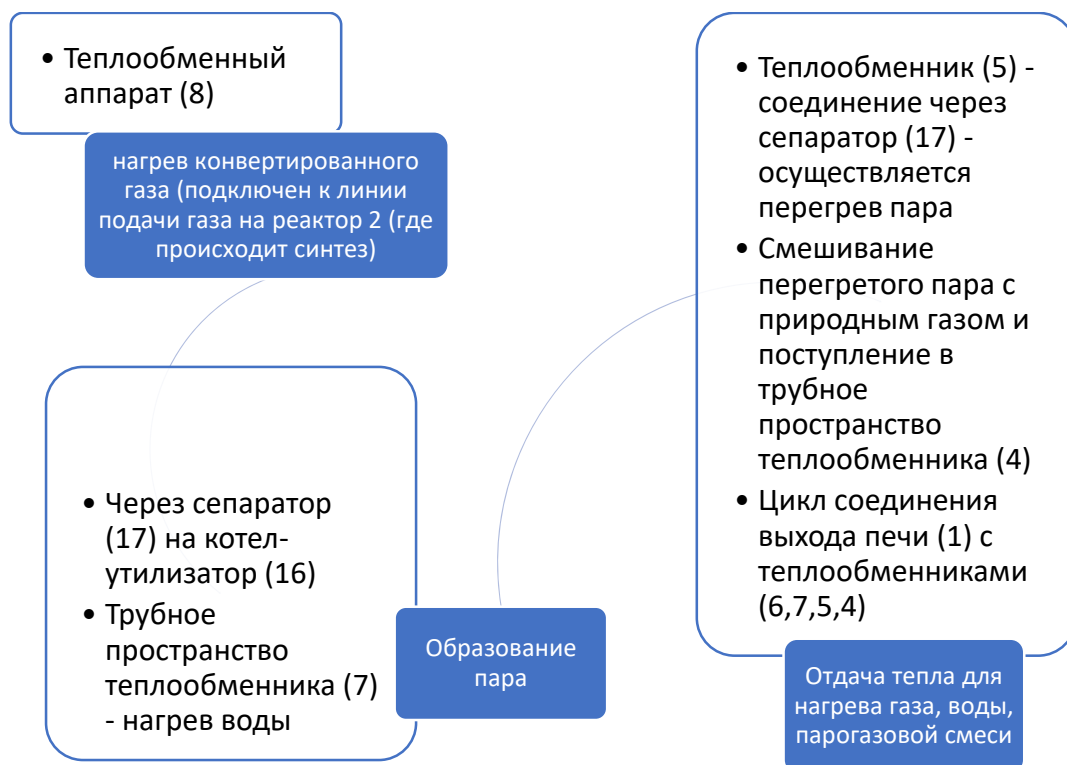 • Теплообменный
аппарат (8)
нагрев конвертированного
газа (подключен к линии
подачи газа на реактор 2 (где
происходит синтез)
• Через сепаратор
(17) на котел-
утилизатор (16)
• Трубное
пространство
теплообменника (7)
- нагрев воды
Образование
пара
• Теплообменник (5) -
соединение через
сепаратор (17) -
осуществляется
перегрев пара
• Смешивание
перегретого пара с
природным газом и
поступление в
трубное
пространство
теплообменника (4)
• Цикл соединения
выхода печи (1) с
теплообменниками
(6,7,5,4)
Отдача тепла для
нагрева газа, воды,
парогазовой смеси